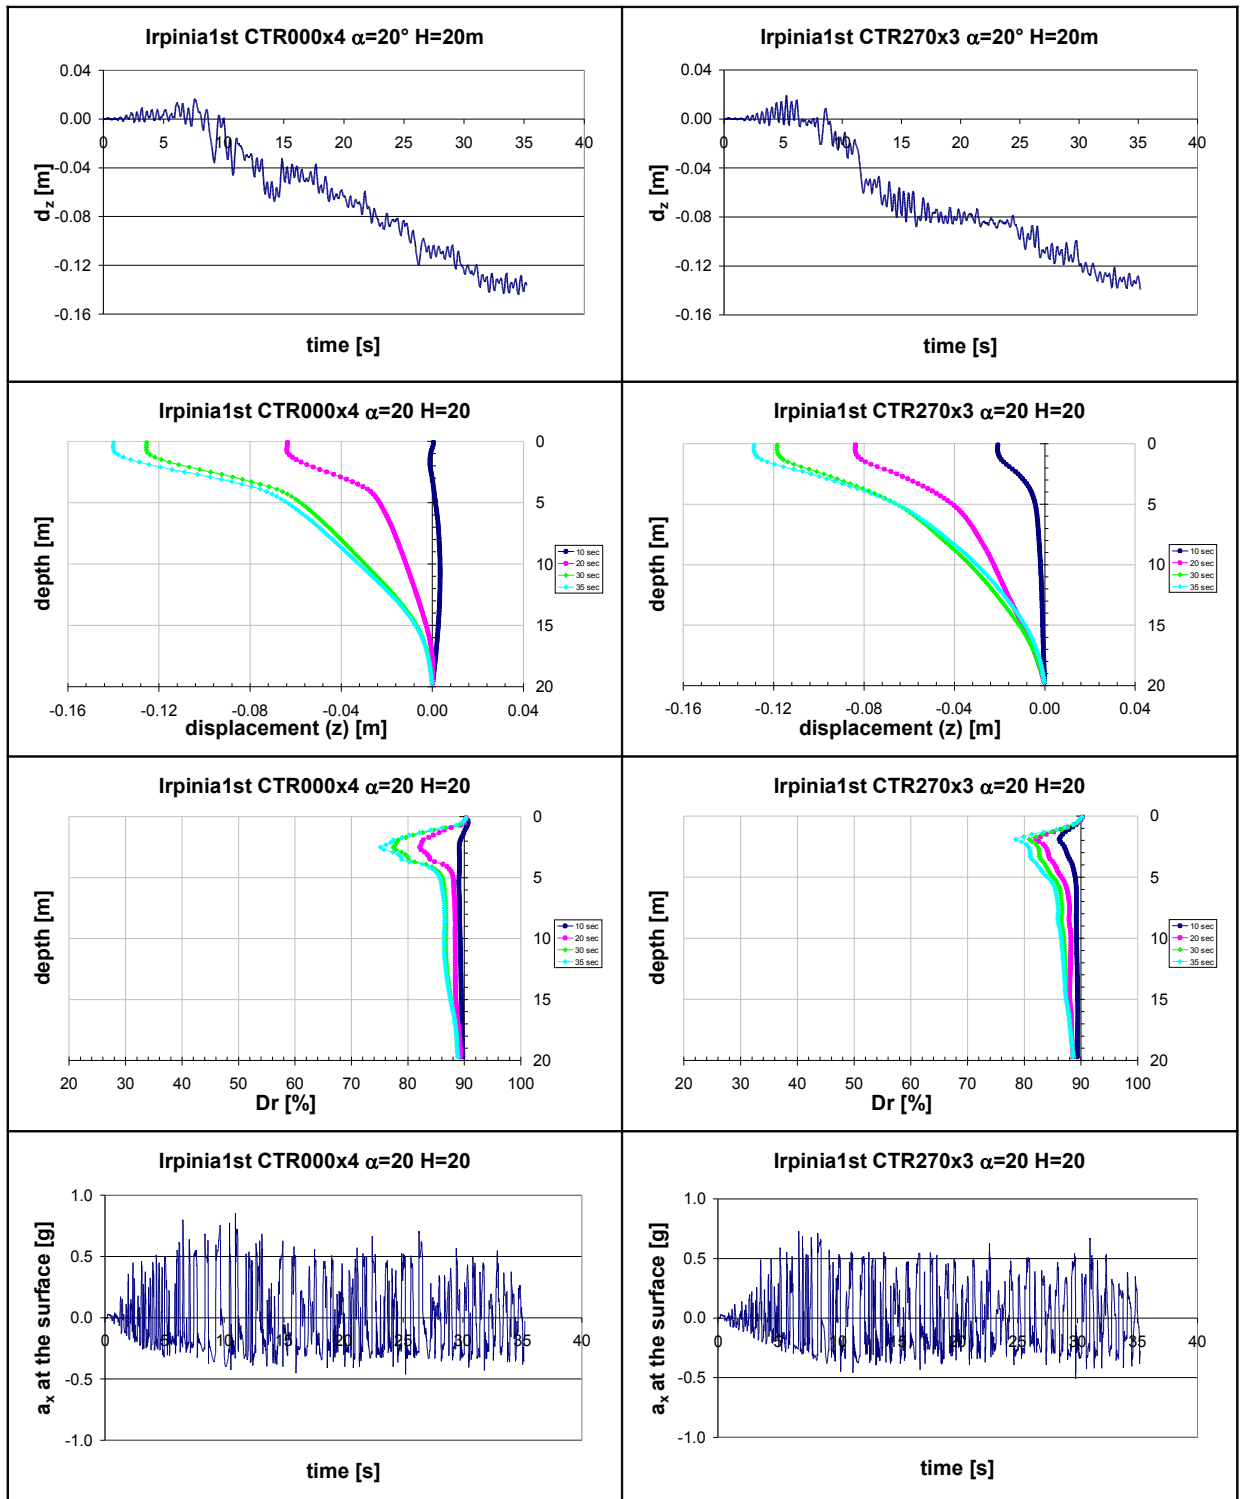 Irpinia1st CTR000x4 α=20° H=20m
0.04
0.00
-0.04
-0.08
-0.12
-0.16
0 5 10 15 20 25 30 35 40
d_z [m]
time [s]
Irpinia1st CTR270x3 α=20° H=20m
0.04
0.00
-0.04
-0.08
-0.12
-0.16
0 5 10 15 20 25 30 35 40
d_z [m]
time [s]
Irpinia1st CTR000x4 α=20 H=20
0
5
10
15
20
depth [m]
10 sec
20 sec
30 sec
35 sec
-0.16 -0.12 -0.08 -0.04 0.00 0.04
displacement (z) [m]
Irpinia1st CTR270x3 α=20 H=20
0
5
10
15
20
depth [m]
10 sec
20 sec
30 sec
35 sec
-0.16 -0.12 -0.08 -0.04 0.00 0.04
displacement (z) [m]
Irpinia1st CTR000x4 α=20 H=20
0
5
10
15
20
depth [m]
10 sec
20 sec
30 sec
35 sec
20 30 40 50 60 70 80 90 100
Dr [%]
Irpinia1st CTR270x3 α=20 H=20
0
5
10
15
20
depth [m]
10 sec
20 sec
30 sec
35 sec
20 30 40 50 60 70 80 90 100
Dr [%]
Irpinia1st CTR000x4 α=20 H=20
1.0
0.5
0.0
-0.5
-1.0
0 5 10 15 20 25 30 35 40
a_x at the surface [g]
time [s]
Irpinia1st CTR270x3 α=20 H=20
1.0
0.5
0.0
-0.5
-1.0
0 5 10 15 20 25 30 35 40
a_x at the surface [g]
time [s]